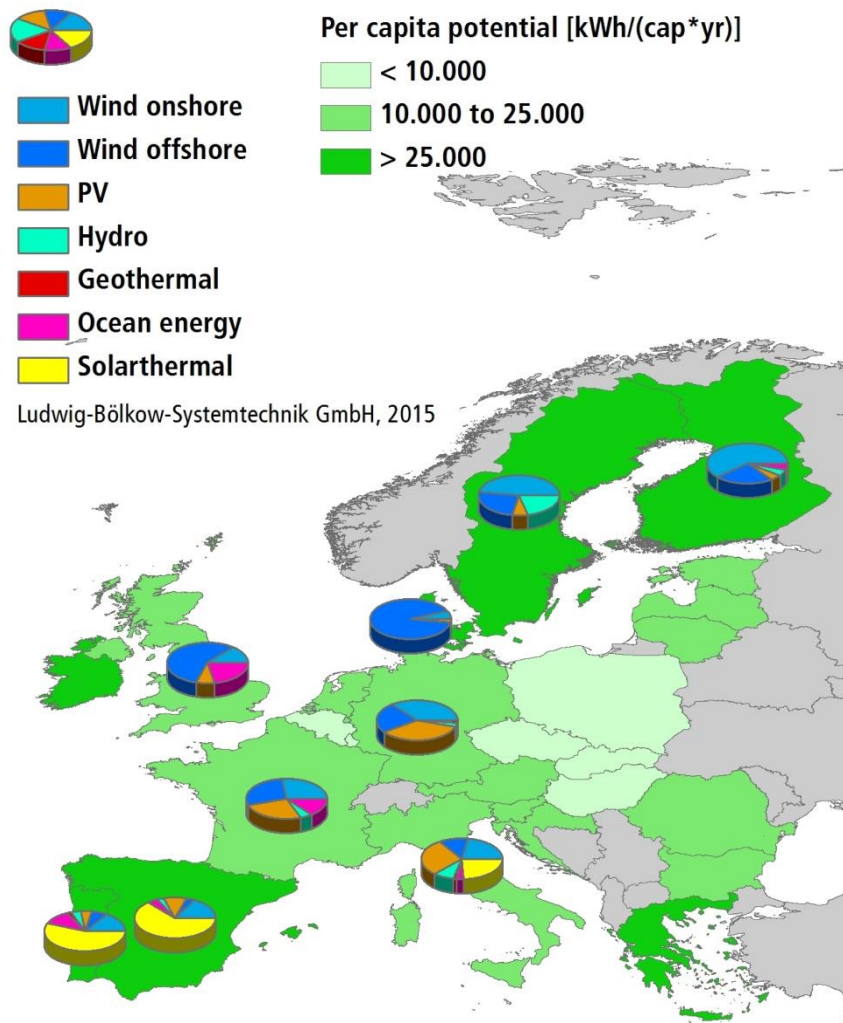 Per capita potential [kWh/(cap*yr)]
< 10.000
10.000 to 25.000
> 25.000
Wind onshore
Wind offshore
PV
Hydro
Geothermal
Ocean energy
Solarthermal
Ludwig-Bölkow-Systemtechnik GmbH, 2015